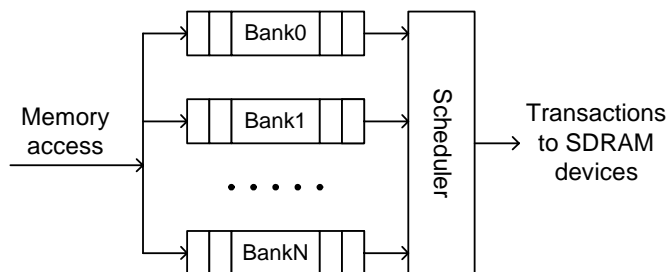 Memory
access
Bank0
Bank1
. . . . .
BankN
Scheduler
Transactions
to SDRAM
devices